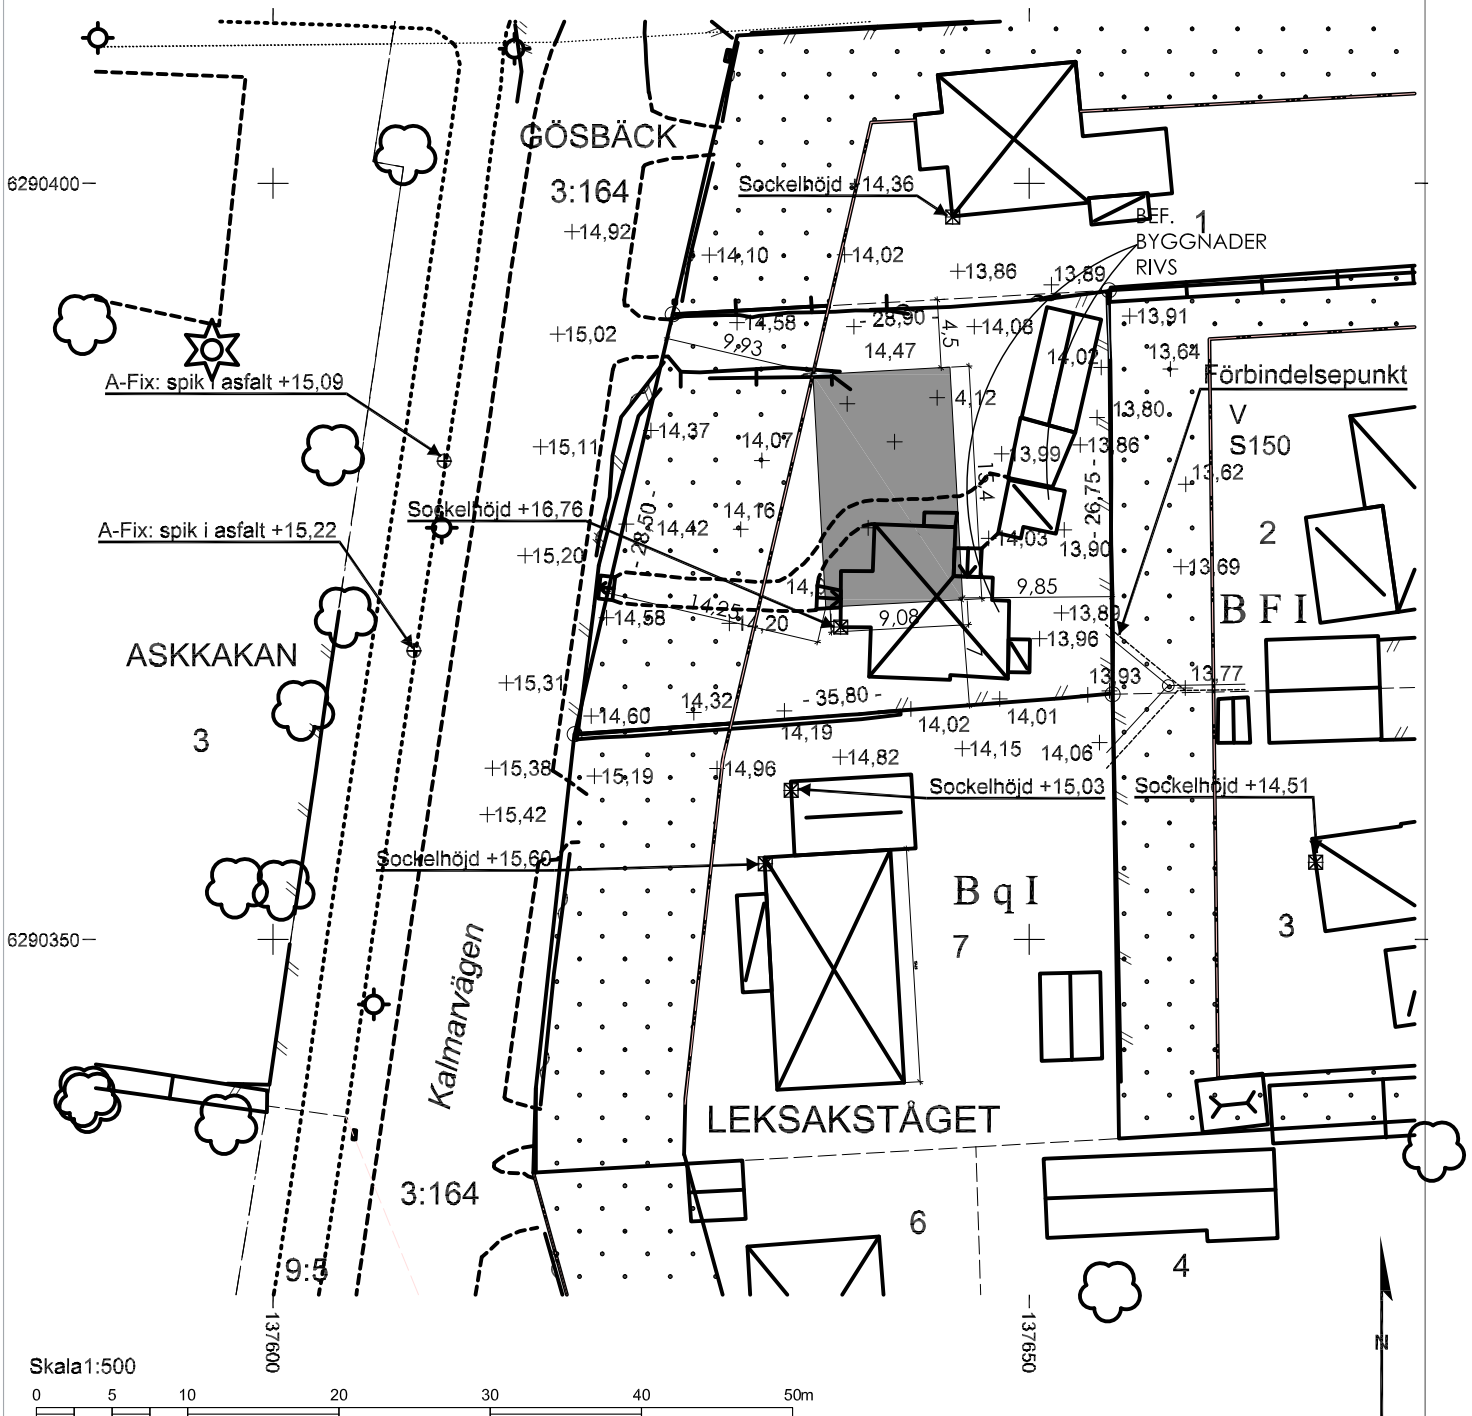 GÖSBÄCK
3:164
6290400
Sockelhöjd +14,36
BEF. 1
BYGGNADER
RIVS
+14,92
+14,10
+14,02
+13,86
13,89
+15,02
14,58
- 28,90 -
+14,08
+13,91
9,93
14,47
4,5
14,02
13,64
A-Fix: spik i asfalt +15,09
Förbindelsepunkt
4,12
+13,80
V
S150
+15,11
+14,37
14,07
+13,99
+13,86
13,62
15,4
- 26,75 -
Sockelhöjd +16,76
14,16
A-Fix: spik i asfalt +15,22
- 28,50 -
14,42
14,03
13,90
2
+15,20
+13,69
9,85
14,25
B F I
+14,58
+14,20
9,08
+13,89
+13,96
ASKKAKAN
+15,31
13,93
13,77
3
+14,60
14,32
- 35,80 -
14,02
14,01
14,19
+14,15
14,06
+15,38
+15,19
+14,96
+14,82
Sockelhöjd +15,03
Sockelhöjd +14,51
+15,42
Sockelhöjd +15,60
B q I
7
3
6290350
Kalmarvägen
LEKSAKSTÅGET
3:164
6
4
9:5
137600
137650
N
Skala1:500
0 5 10 20 30 40 50m